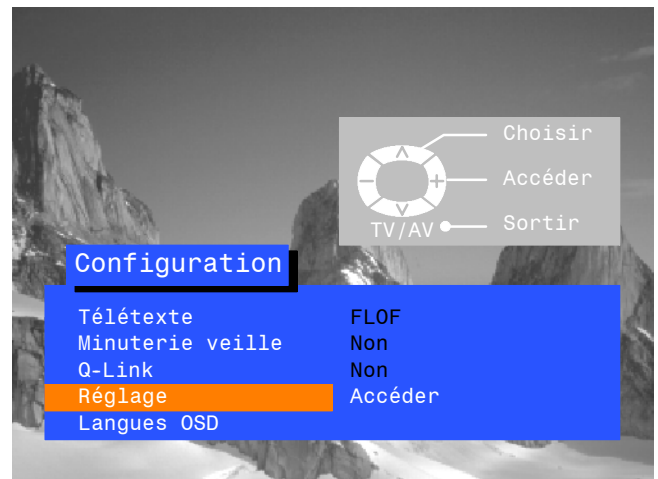 Choisir
Accéder
TV/AV Sortir
Configuration
Télétexte FLOF
Minuterie veille Non
Q-Link Non
Réglage Accéder
Langues OSD